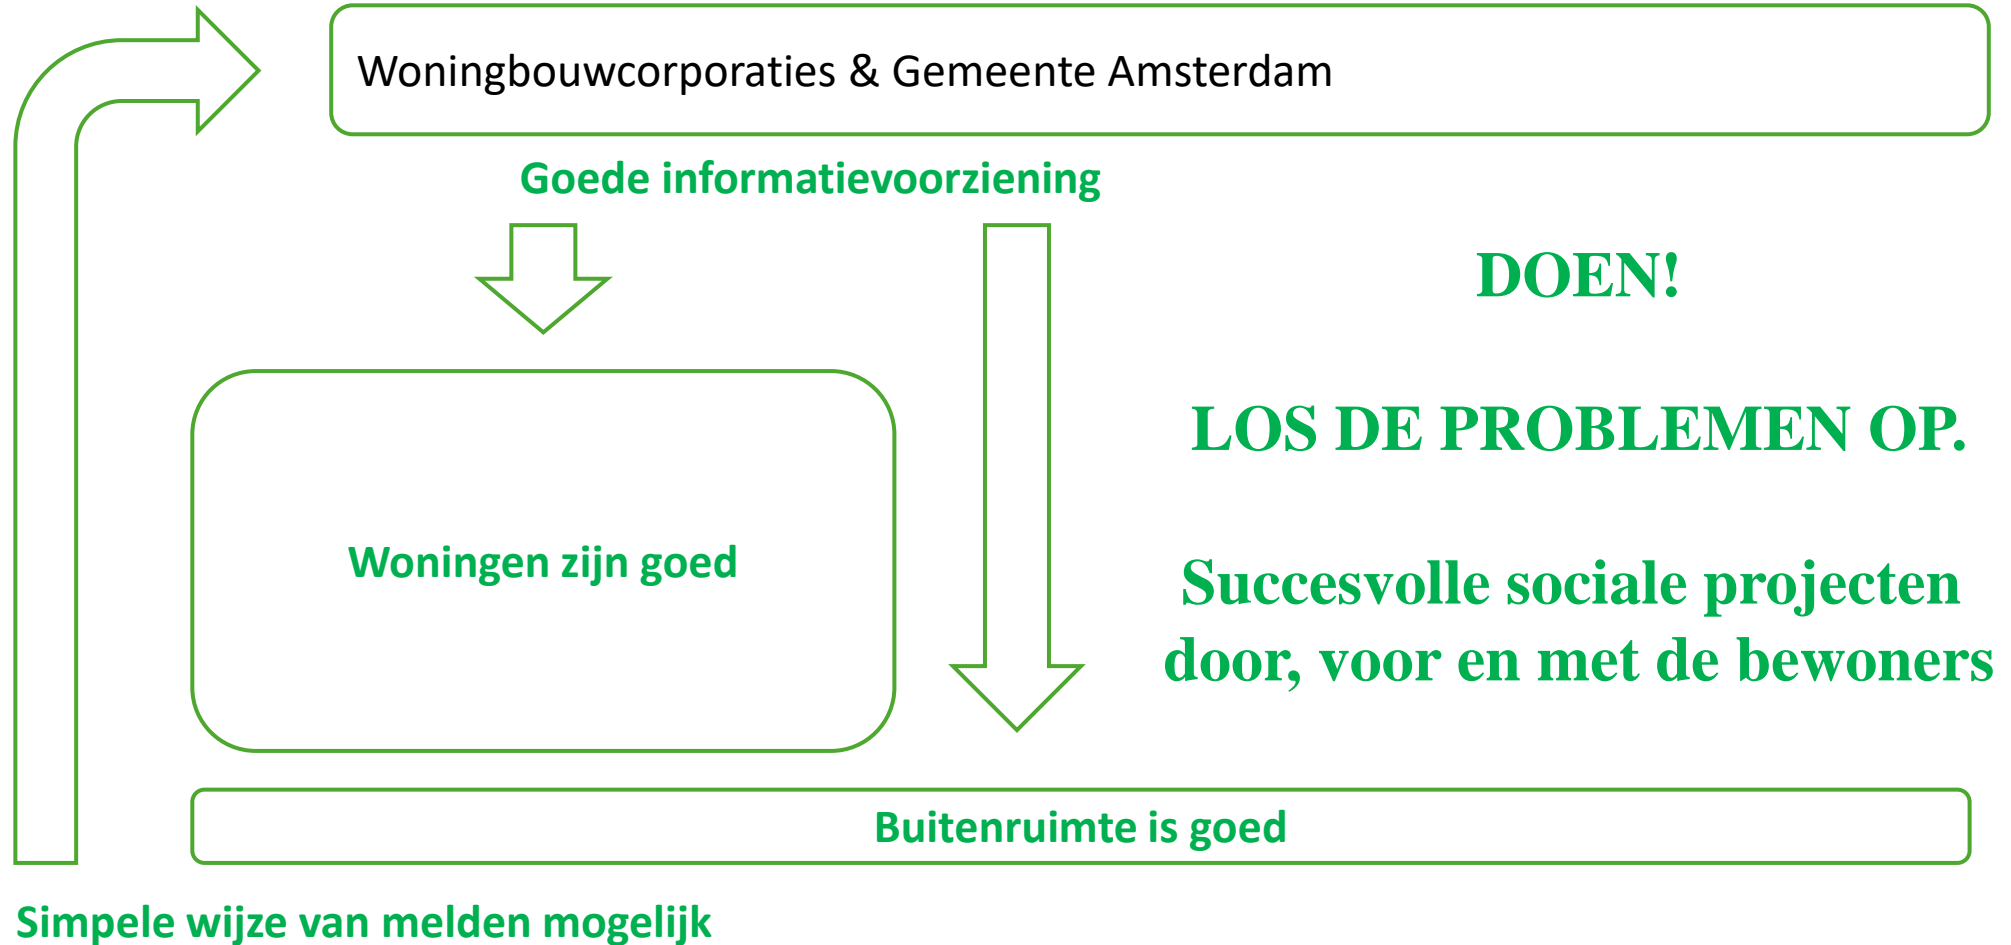 Woningbouwcorporaties & Gemeente Amsterdam
Goede informatievoorziening
DOEN!
LOS DE PROBLEMEN OP.
Woningen zijn goed
Succesvolle sociale projecten
door, voor en met de bewoners
Buitenruimte is goed
Simpele wijze van melden mogelijk